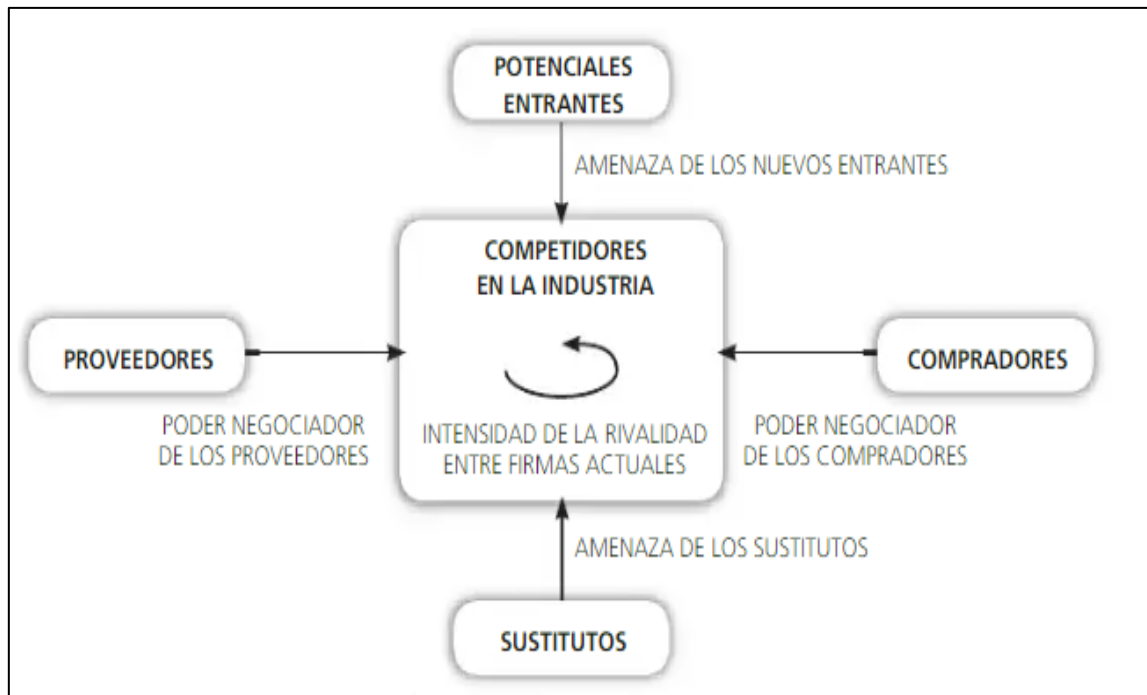 POTENCIALES
ENTRANTES
AMENAZA DE LOS NUEVOS ENTRANTES
COMPETIDORES
EN LA INDUSTRIA
PROVEEDORES
COMPRADORES
PODER NEGOCIADOR
DE LOS PROVEEDORES
INTENSIDAD DE LA RIVALIDAD
ENTRE FIRMAS ACTUALES
PODER NEGOCIADOR
DE LOS COMPRADORES
AMENAZA DE LOS SUSTITUTOS
SUSTITUTOS